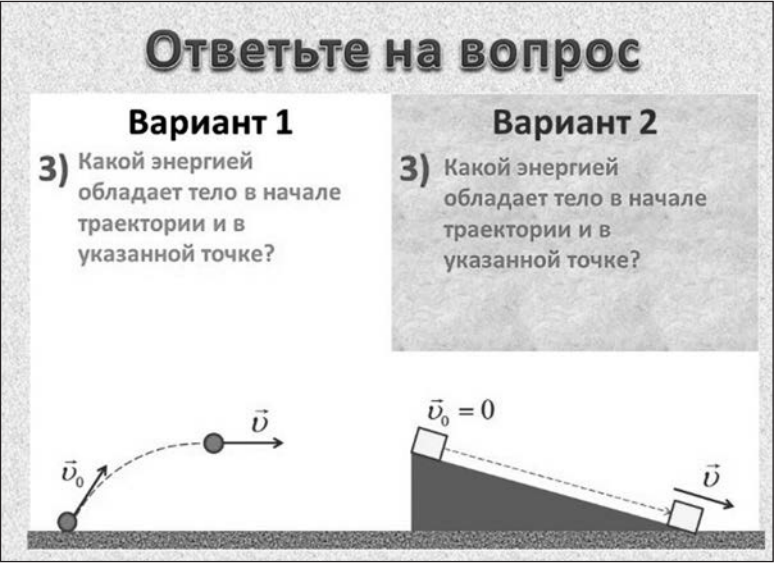 Ответьте на вопрос
Вариант 1
3) Какой энергией
обладает тело в начале
траектории и в
указанной точке?
υ⃗₀
υ⃗
Вариант 2
3) Какой энергией
обладает тело в начале
траектории и в
указанной точке?
υ⃗₀ = 0
υ⃗